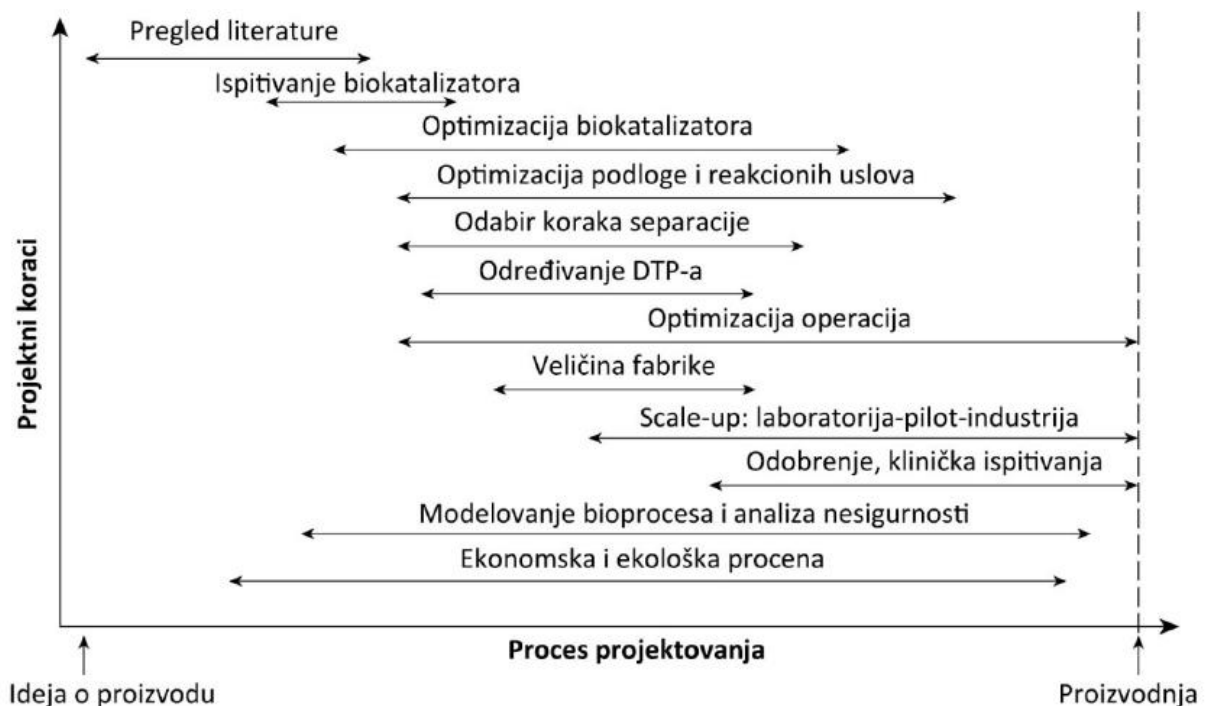 Pregled literature
Ispitivanje biokatalizatora
Optimizacija biokatalizatora
Optimizacija podloge i reakcionih uslova
Odabir koraka separacije
Određivanje DTP-a
Optimizacija operacija
Veličina fabrike
Scale-up: laboratorija-pilot-industrija
Odobrenje, klinička ispitivanja
Modelovanje bioprocesa i analiza nesigurnosti
Ekonomska i ekološka procena
Projektni koraci
Proces projektovanja
Ideja o proizvodu
Proizvodnja